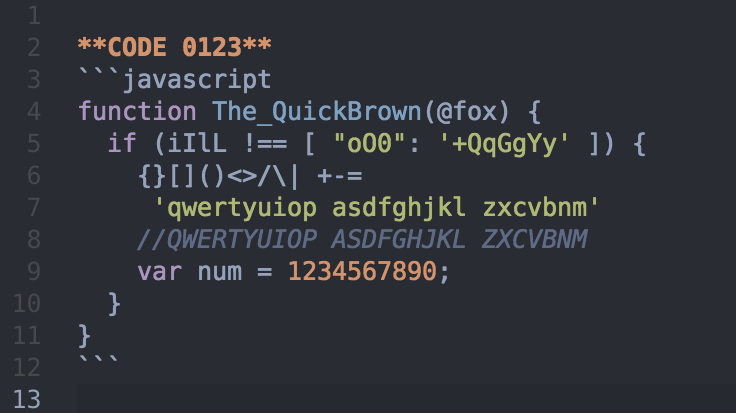 1
2 **CODE 0123**
3 ```javascript
4 function The_QuickBrown(@fox) {
5   if (iIlL !== [ "oO0": '+QqGgYy' ]) {
6     {}[]()<>/\| +-=
7      'qwertyuiop asdfghjkl zxcvbnm'
8     //QWERTYUIOP ASDFGHJKL ZXCVBNM
9     var num = 1234567890;
10   }
11 }
12 ```
13